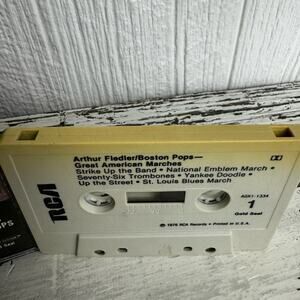 Arthur Fiedler/Boston Pops—
Great American Marches
Strike Up the Band • National Emblem March •
Seventy-Six Trombones • Yankee Doodle •
Up the Street • St. Louis Blues March
RCA
AGK1-1334
1
Gold Seal
℗ 1976 RCA Records • Printed in U.S.A.